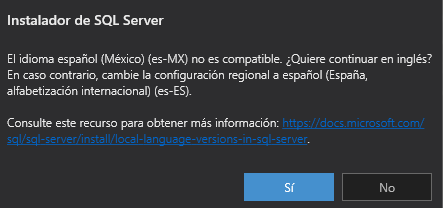 Instalador de SQL Server
El idioma español (México) (es-MX) no es compatible. ¿Quiere continuar en inglés?
En caso contrario, cambie la configuración regional a español (España,
alfabetización internacional) (es-ES).
Consulte este recurso para obtener más información: https://docs.microsoft.com/
sql/sql-server/install/local-language-versions-in-sql-server.
Sí
No